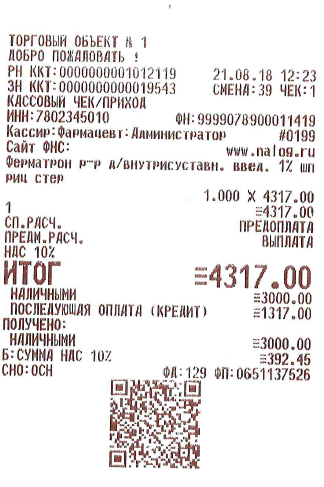 ТОРГОВЫЙ ОБЪЕКТ № 1
ДОБРО ПОЖАЛОВАТЬ !
РН ККТ:0000000001012119 21.08.18 12:23
ЗН ККТ:0000000000019543 СМЕНА:39 ЧЕК:1
КАССОВЫЙ ЧЕК/ПРИХОД
ИНН:7802345010 ФН:9999078900011419
Кассир:Фармацевт:Администратор #0199
Сайт ФНС: www.nalog.ru
Ферматрон р-р д/внутрисуставн. введ. 1% шп
риц стер
1.000 X 4317.00
1 ≡4317.00
СП.РАСЧ. ПРЕДОПЛАТА
ПРЕДМ.РАСЧ. ВЫПЛАТА
НДС 10%
ИТОГ ≡4317.00
НАЛИЧНЫМИ ≡3000.00
ПОСЛЕДУЮЩАЯ ОПЛАТА (КРЕДИТ) ≡1317.00
ПОЛУЧЕНО:
НАЛИЧНЫМИ ≡3000.00
Б:СУММА НДС 10% ≡392.45
СНО:ОСН ФД:129 ФП:0651137526